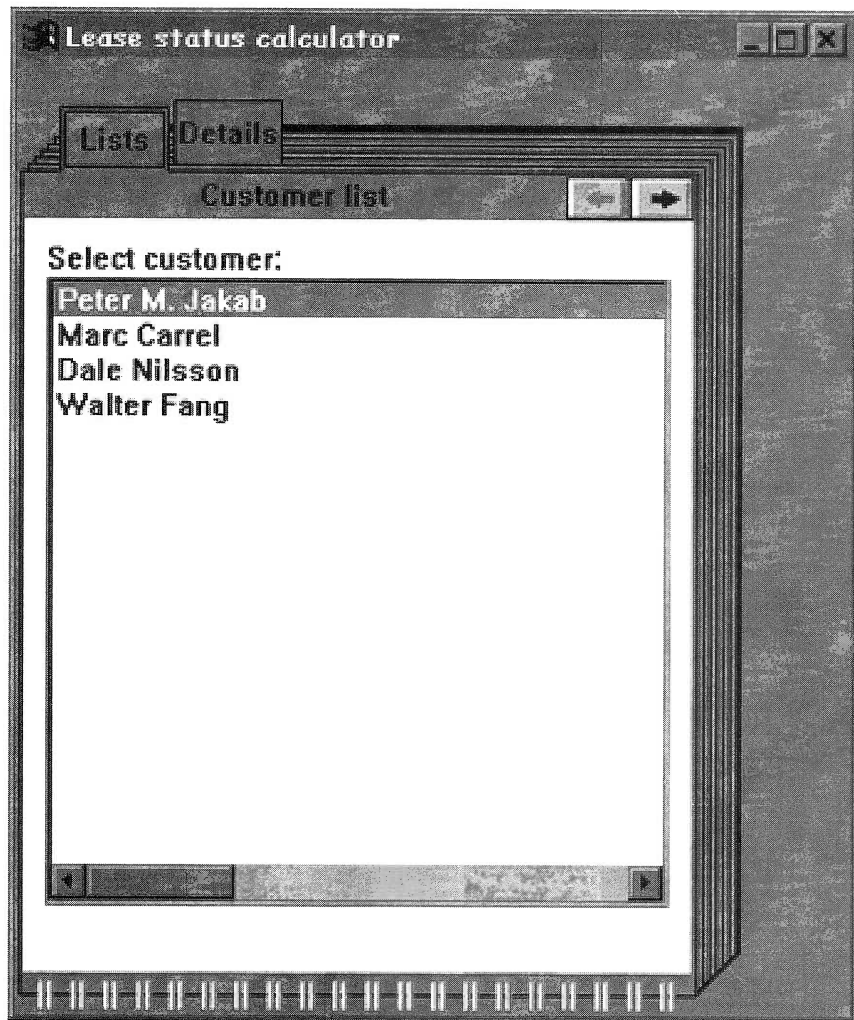 Lease status calculator
Lists Details
Customer list
Select customer:
Peter M. Jakab
Marc Carrel
Dale Nilsson
Walter Fang